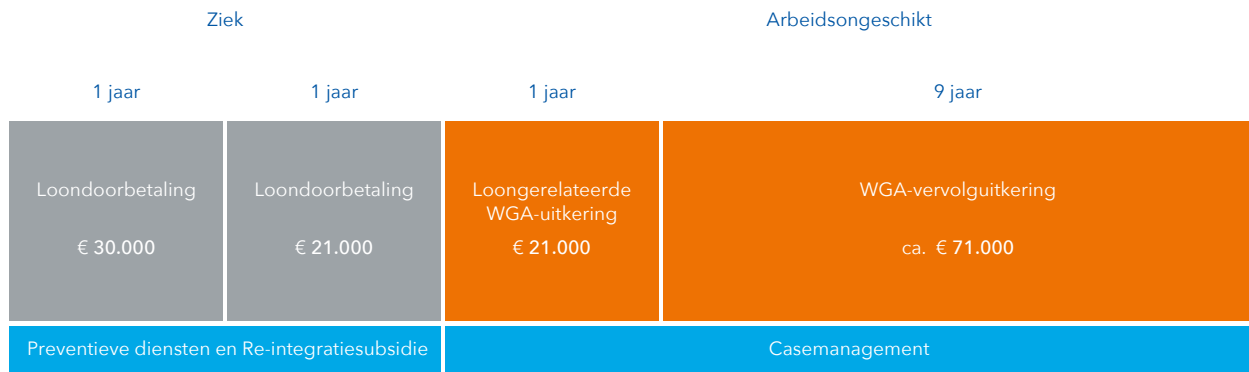 Ziek
Arbeidsongeschikt
1 jaar
1 jaar
1 jaar
9 jaar
Loondoorbetaling
€ 30.000
Loondoorbetaling
€ 21.000
Loongerelateerde
WGA-uitkering
€ 21.000
WGA-vervolguitkering
ca. € 71.000
Preventieve diensten en Re-integratiesubsidie
Casemanagement